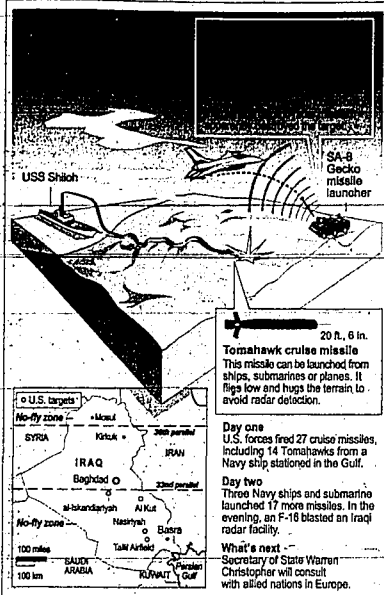 USS Shiloh
SA-8
Gecko
missile
launcher
20 ft., 6 in.
Tomahawk cruise missile
This missile can be launched from
ships, submarines or planes. It
flies low and hugs the terrain to
avoid radar detection.
Day one
U.S. forces fired 27 cruise missiles,
including 14 Tomahawks from a
Navy ship stationed in the Gulf.
Day two
Three Navy ships and submarine
launched 17 more missiles. In the
evening, an F-16 blasted an Iraqi
radar facility.
What's next
Secretary of State Warren
Christopher will consult
with allied nations in Europe.
U.S. targets
No-fly zone
Mosul
SYRIA
Kirkuk
36th parallel
IRAN
IRAQ
Baghdad
32nd parallel
al-Iskandariyah
Al Kut
No-fly zone
Nasiriyah
Basra
Talil Airfield
100 miles
100 km
SAUDI
ARABIA
KUWAIT
Persian
Gulf